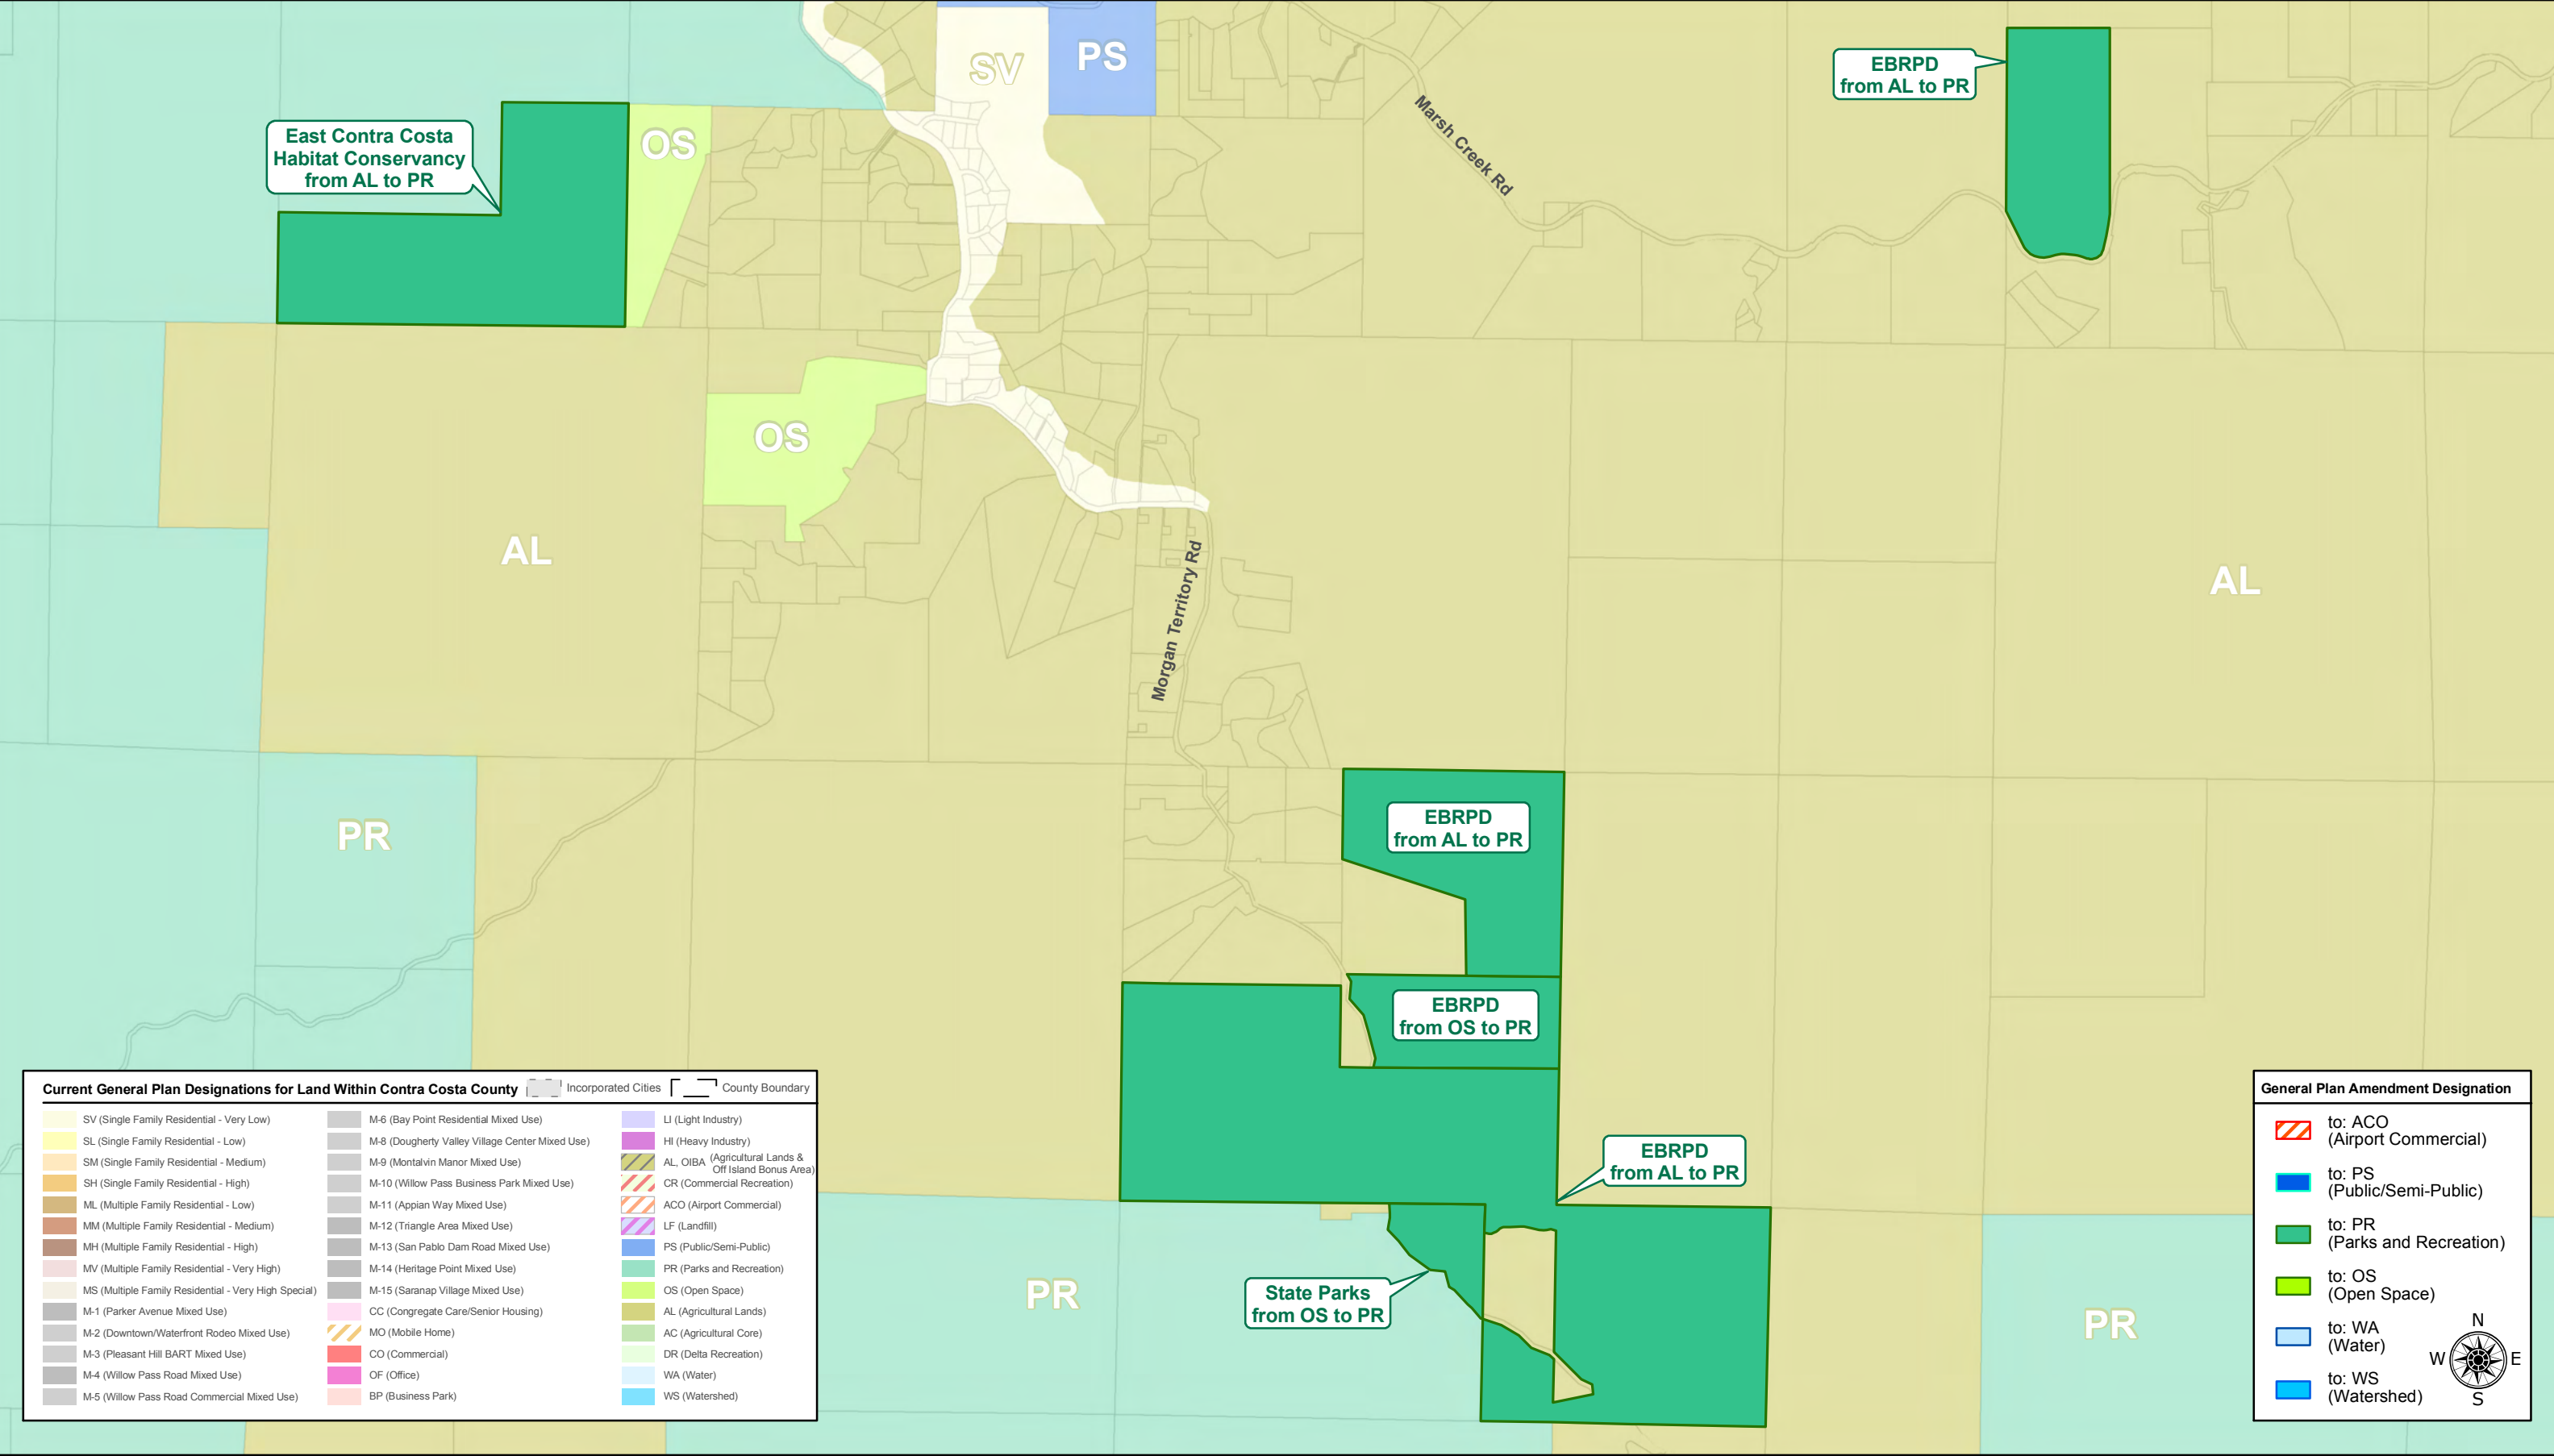 SV
PS
EBRPD
from AL to PR
Marsh Creek Rd
East Contra Costa
Habitat Conservancy
from AL to PR
OS
OS
AL
Morgan Territory Rd
AL
PR
EBRPD
from AL to PR
EBRPD
from OS to PR
EBRPD
from AL to PR
State Parks
from OS to PR
PR
PR
Current General Plan Designations for Land Within Contra Costa County
Incorporated Cities
County Boundary
SV (Single Family Residential - Very Low)
SL (Single Family Residential - Low)
SM (Single Family Residential - Medium)
SH (Single Family Residential - High)
ML (Multiple Family Residential - Low)
MM (Multiple Family Residential - Medium)
MH (Multiple Family Residential - High)
MV (Multiple Family Residential - Very High)
MS (Multiple Family Residential - Very High Special)
M-1 (Parker Avenue Mixed Use)
M-2 (Downtown/Waterfront Rodeo Mixed Use)
M-3 (Pleasant Hill BART Mixed Use)
M-4 (Willow Pass Road Mixed Use)
M-5 (Willow Pass Road Commercial Mixed Use)
M-6 (Bay Point Residential Mixed Use)
M-8 (Dougherty Valley Village Center Mixed Use)
M-9 (Montalvin Manor Mixed Use)
M-10 (Willow Pass Business Park Mixed Use)
M-11 (Appian Way Mixed Use)
M-12 (Triangle Area Mixed Use)
M-13 (San Pablo Dam Road Mixed Use)
M-14 (Heritage Point Mixed Use)
M-15 (Saranap Village Mixed Use)
CC (Congregate Care/Senior Housing)
MO (Mobile Home)
CO (Commercial)
OF (Office)
BP (Business Park)
LI (Light Industry)
HI (Heavy Industry)
AL, OIBA (Agricultural Lands &
Off Island Bonus Area)
CR (Commercial Recreation)
ACO (Airport Commercial)
LF (Landfill)
PS (Public/Semi-Public)
PR (Parks and Recreation)
OS (Open Space)
AL (Agricultural Lands)
AC (Agricultural Core)
DR (Delta Recreation)
WA (Water)
WS (Watershed)
General Plan Amendment Designation
to: ACO
(Airport Commercial)
to: PS
(Public/Semi-Public)
to: PR
(Parks and Recreation)
to: OS
(Open Space)
to: WA
(Water)
to: WS
(Watershed)
N
W
E
S